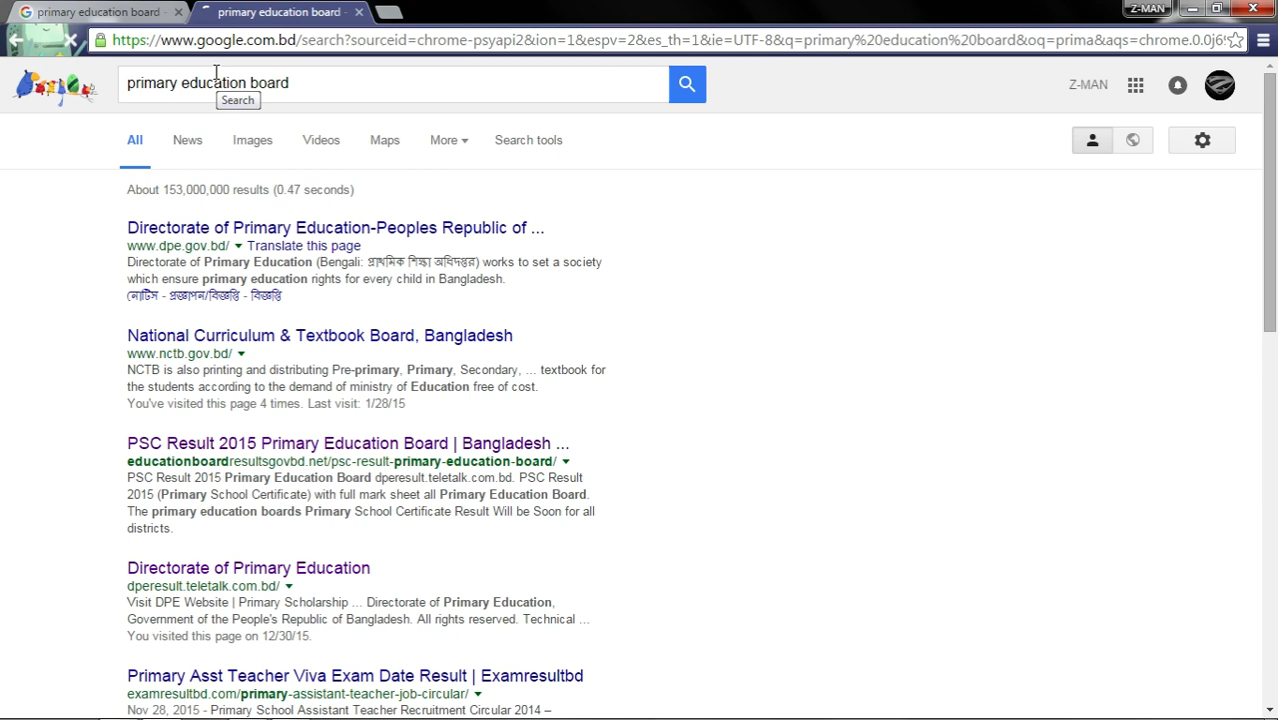 primary education board -
primary education board -
Z-MAN
https://www.google.com.bd/search?sourceid=chrome-psyapi2&ion=1&espv=2&es_th=1&ie=UTF-8&q=primary%20education%20board&oq=prima&aqs=chrome.0.0j69
primary education board
Search
Z-MAN
All News Images Videos Maps More Search tools
About 153,000,000 results (0.47 seconds)
Directorate of Primary Education-Peoples Republic of ...
www.dpe.gov.bd/ Translate this page
Directorate of Primary Education (Bengali: প্রাথমিক শিক্ষা অধিদপ্তর) works to set a society
which ensure primary education rights for every child in Bangladesh.
নোটিস - প্রজ্ঞাপন/বিজ্ঞপ্তি - বিজ্ঞপ্তি
National Curriculum & Textbook Board, Bangladesh
www.nctb.gov.bd/
NCTB is also printing and distributing Pre-primary, Primary, Secondary, ... textbook for
the students according to the demand of ministry of Education free of cost.
You've visited this page 4 times. Last visit: 1/28/15
PSC Result 2015 Primary Education Board | Bangladesh ...
educationboardresultsgovbd.net/psc-result-primary-education-board/
PSC Result 2015 Primary Education Board dperesult.teletalk.com.bd. PSC Result
2015 (Primary School Certificate) with full mark sheet all Primary Education Board.
The primary education boards Primary School Certificate Result Will be Soon for all
districts.
Directorate of Primary Education
dperesult.teletalk.com.bd/
Visit DPE Website | Primary Scholarship ... Directorate of Primary Education,
Government of the People's Republic of Bangladesh. All rights reserved. Technical ...
You visited this page on 12/30/15.
Primary Asst Teacher Viva Exam Date Result | Examresultbd
examresultbd.com/primary-assistant-teacher-job-circular/
Nov 28, 2015 - Primary School Assistant Teacher Recruitment Circular 2014 –